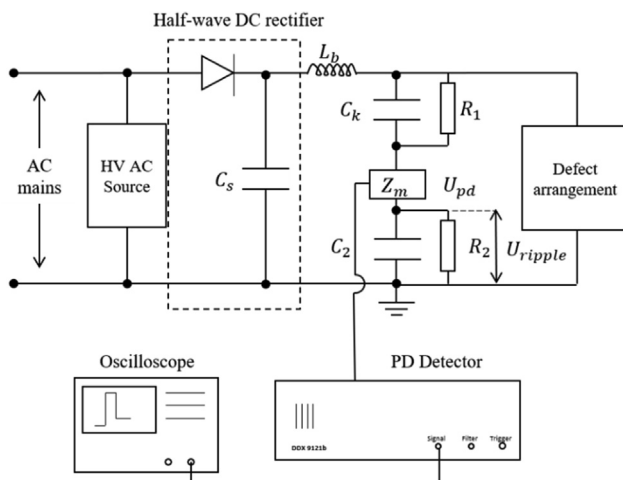 Half-wave DC rectifier
L_b
C_k
R_1
AC
mains
HV AC
Source
C_s
Z_m
U_pd
Defect
arrangement
C_2
R_2
U_ripple
Oscilloscope
PD Detector
DDX 9121b
Signal
Filter
Trigger